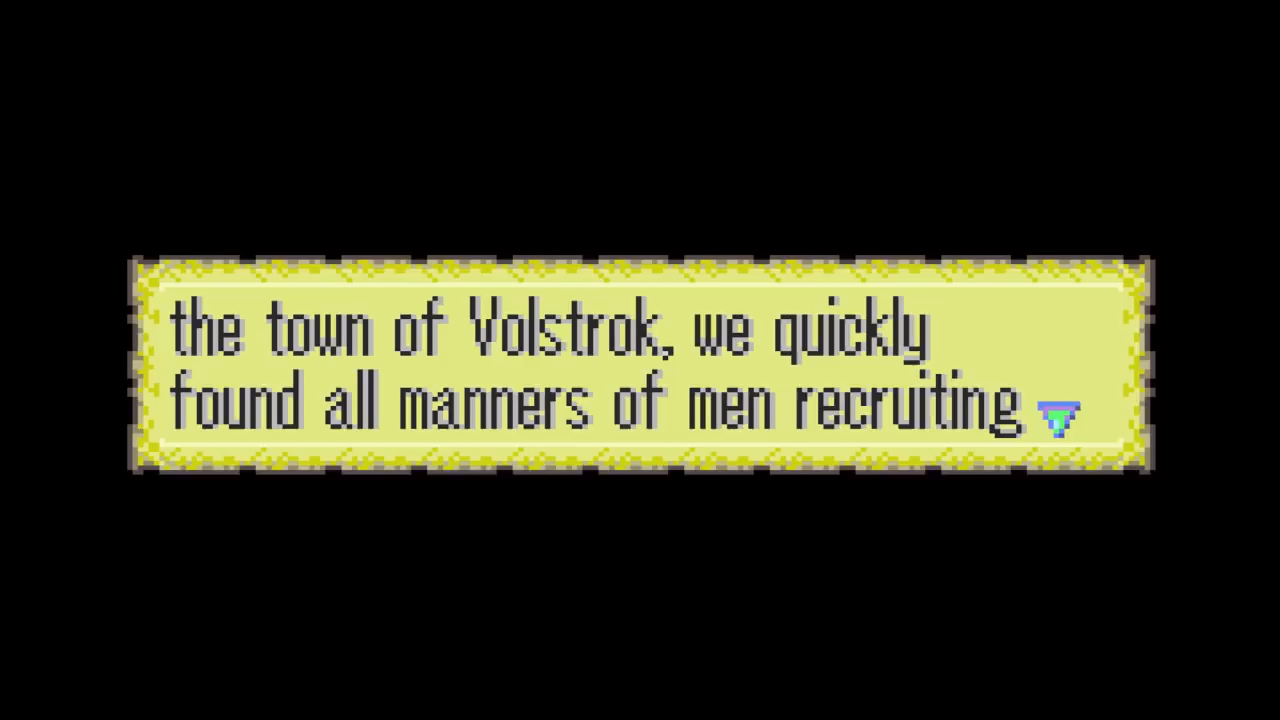 the town of Volstrok, we quickly
found all manners of men recruiting